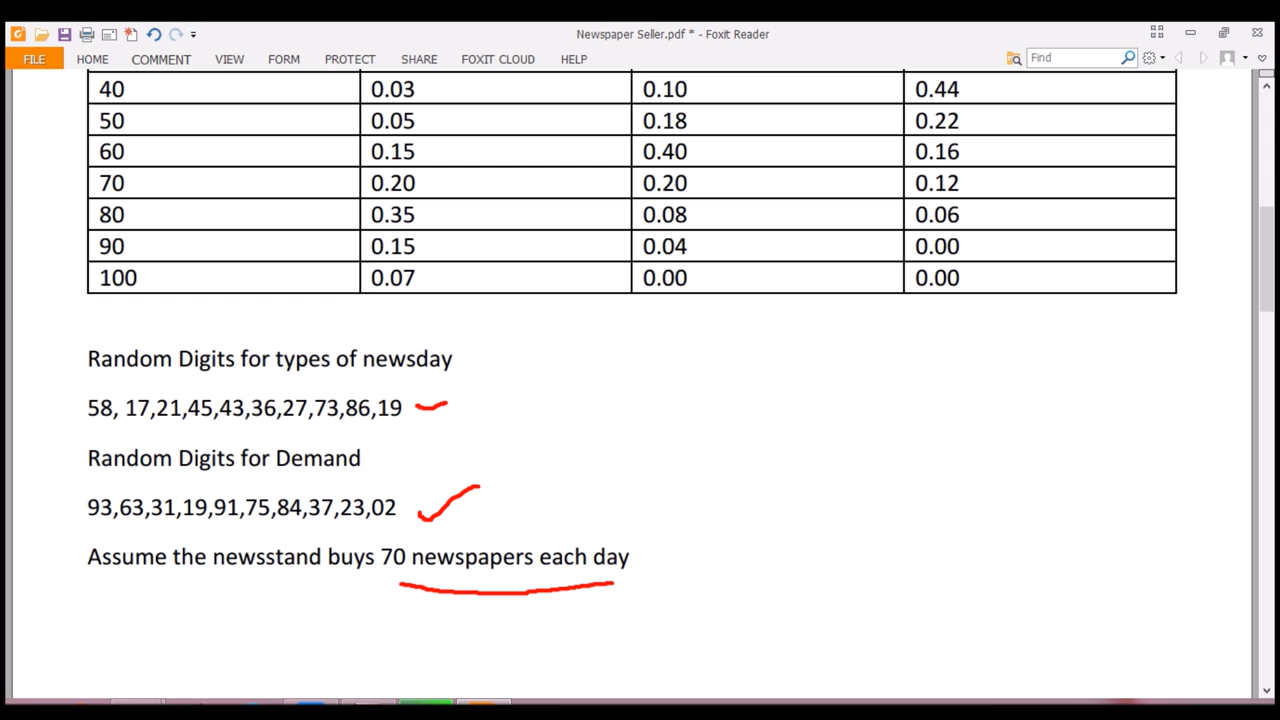 Newspaper Seller.pdf * - Foxit Reader
FILE HOME COMMENT VIEW FORM PROTECT SHARE FOXIT CLOUD HELP Find
40 0.03 0.10 0.44
50 0.05 0.18 0.22
60 0.15 0.40 0.16
70 0.20 0.20 0.12
80 0.35 0.08 0.06
90 0.15 0.04 0.00
100 0.07 0.00 0.00
Random Digits for types of newsday
58, 17,21,45,43,36,27,73,86,19
Random Digits for Demand
93,63,31,19,91,75,84,37,23,02
Assume the newsstand buys 70 newspapers each day